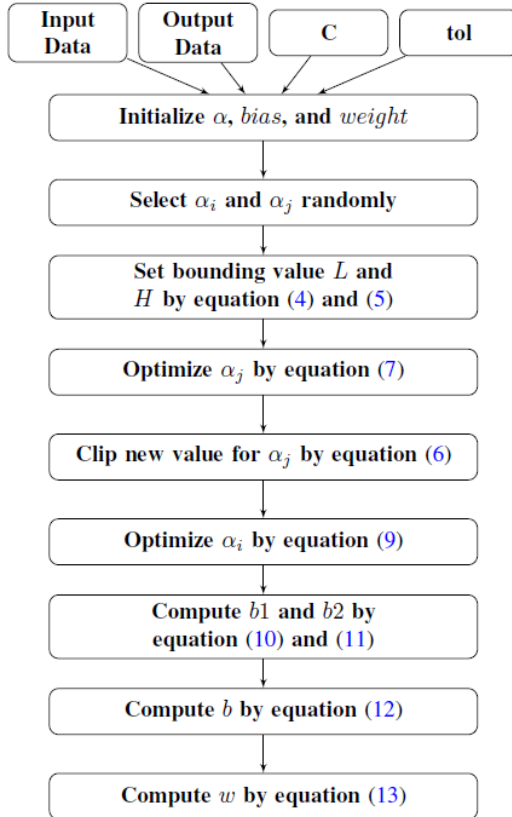 Input
Data
Output
Data
C
tol
Initialize α, bias, and weight
Select αᵢ and αⱼ randomly
Set bounding value L and
H by equation (4) and (5)
Optimize αⱼ by equation (7)
Clip new value for αⱼ by equation (6)
Optimize αᵢ by equation (9)
Compute b1 and b2 by
equation (10) and (11)
Compute b by equation (12)
Compute w by equation (13)